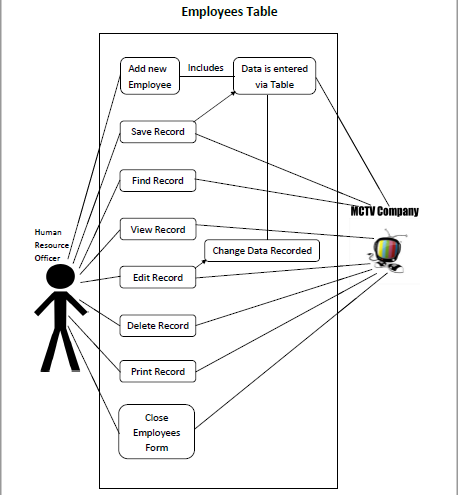 Employees Table
Add new
Employee
Includes
Data is entered
via Table
Save Record
Find Record
MCTV Company
View Record
Human
Resource
Officer
Change Data Recorded
Edit Record
Delete Record
Print Record
Close
Employees
Form